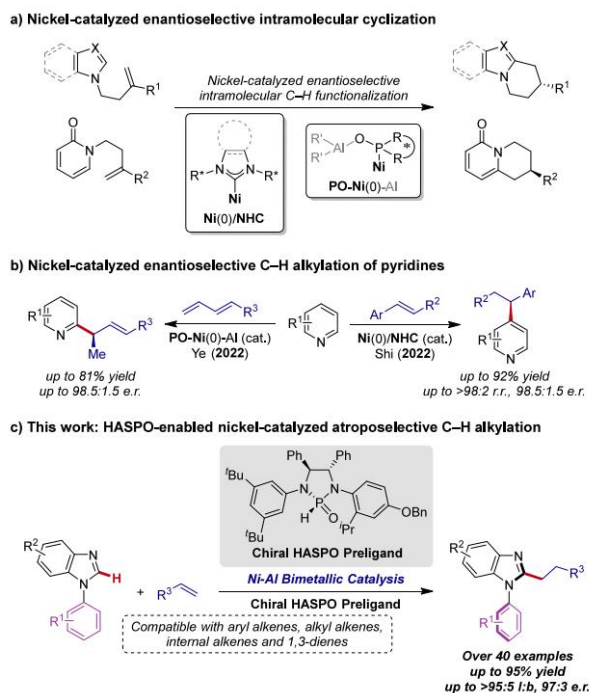 a) Nickel-catalyzed enantioselective intramolecular cyclization
X
N
R¹
O
N
R²
Nickel-catalyzed enantioselective
intramolecular C–H functionalization
R* N N R*
Ni
Ni(0)/NHC
R' Al O P R *
R' Ni R
PO-Ni(0)-Al
X
N
R¹
O
N
R²
b) Nickel-catalyzed enantioselective C–H alkylation of pyridines
R¹
N
R³
Me
up to 81% yield
up to 98.5:1.5 e.r.
R³
PO-Ni(0)-Al (cat.)
Ye (2022)
R¹
N
Ar R²
Ni(0)/NHC (cat.)
Shi (2022)
R² Ar
R¹
N
up to 92% yield
up to >98:2 r.r., 98.5:1.5 e.r.
c) This work: HASPO-enabled nickel-catalyzed atroposelective C–H alkylation
Ph Ph
ᵗBu
N N
P
H O
ᵗBu
ⁱPr
OBn
Chiral HASPO Preligand
R²
N
H
N
R¹
+
R³
Ni-Al Bimetallic Catalysis
Chiral HASPO Preligand
Compatible with aryl alkenes, alkyl alkenes,
internal alkenes and 1,3-dienes
R²
N
R³
N
R¹
Over 40 examples
up to 95% yield
up to >95:5 l:b, 97:3 e.r.